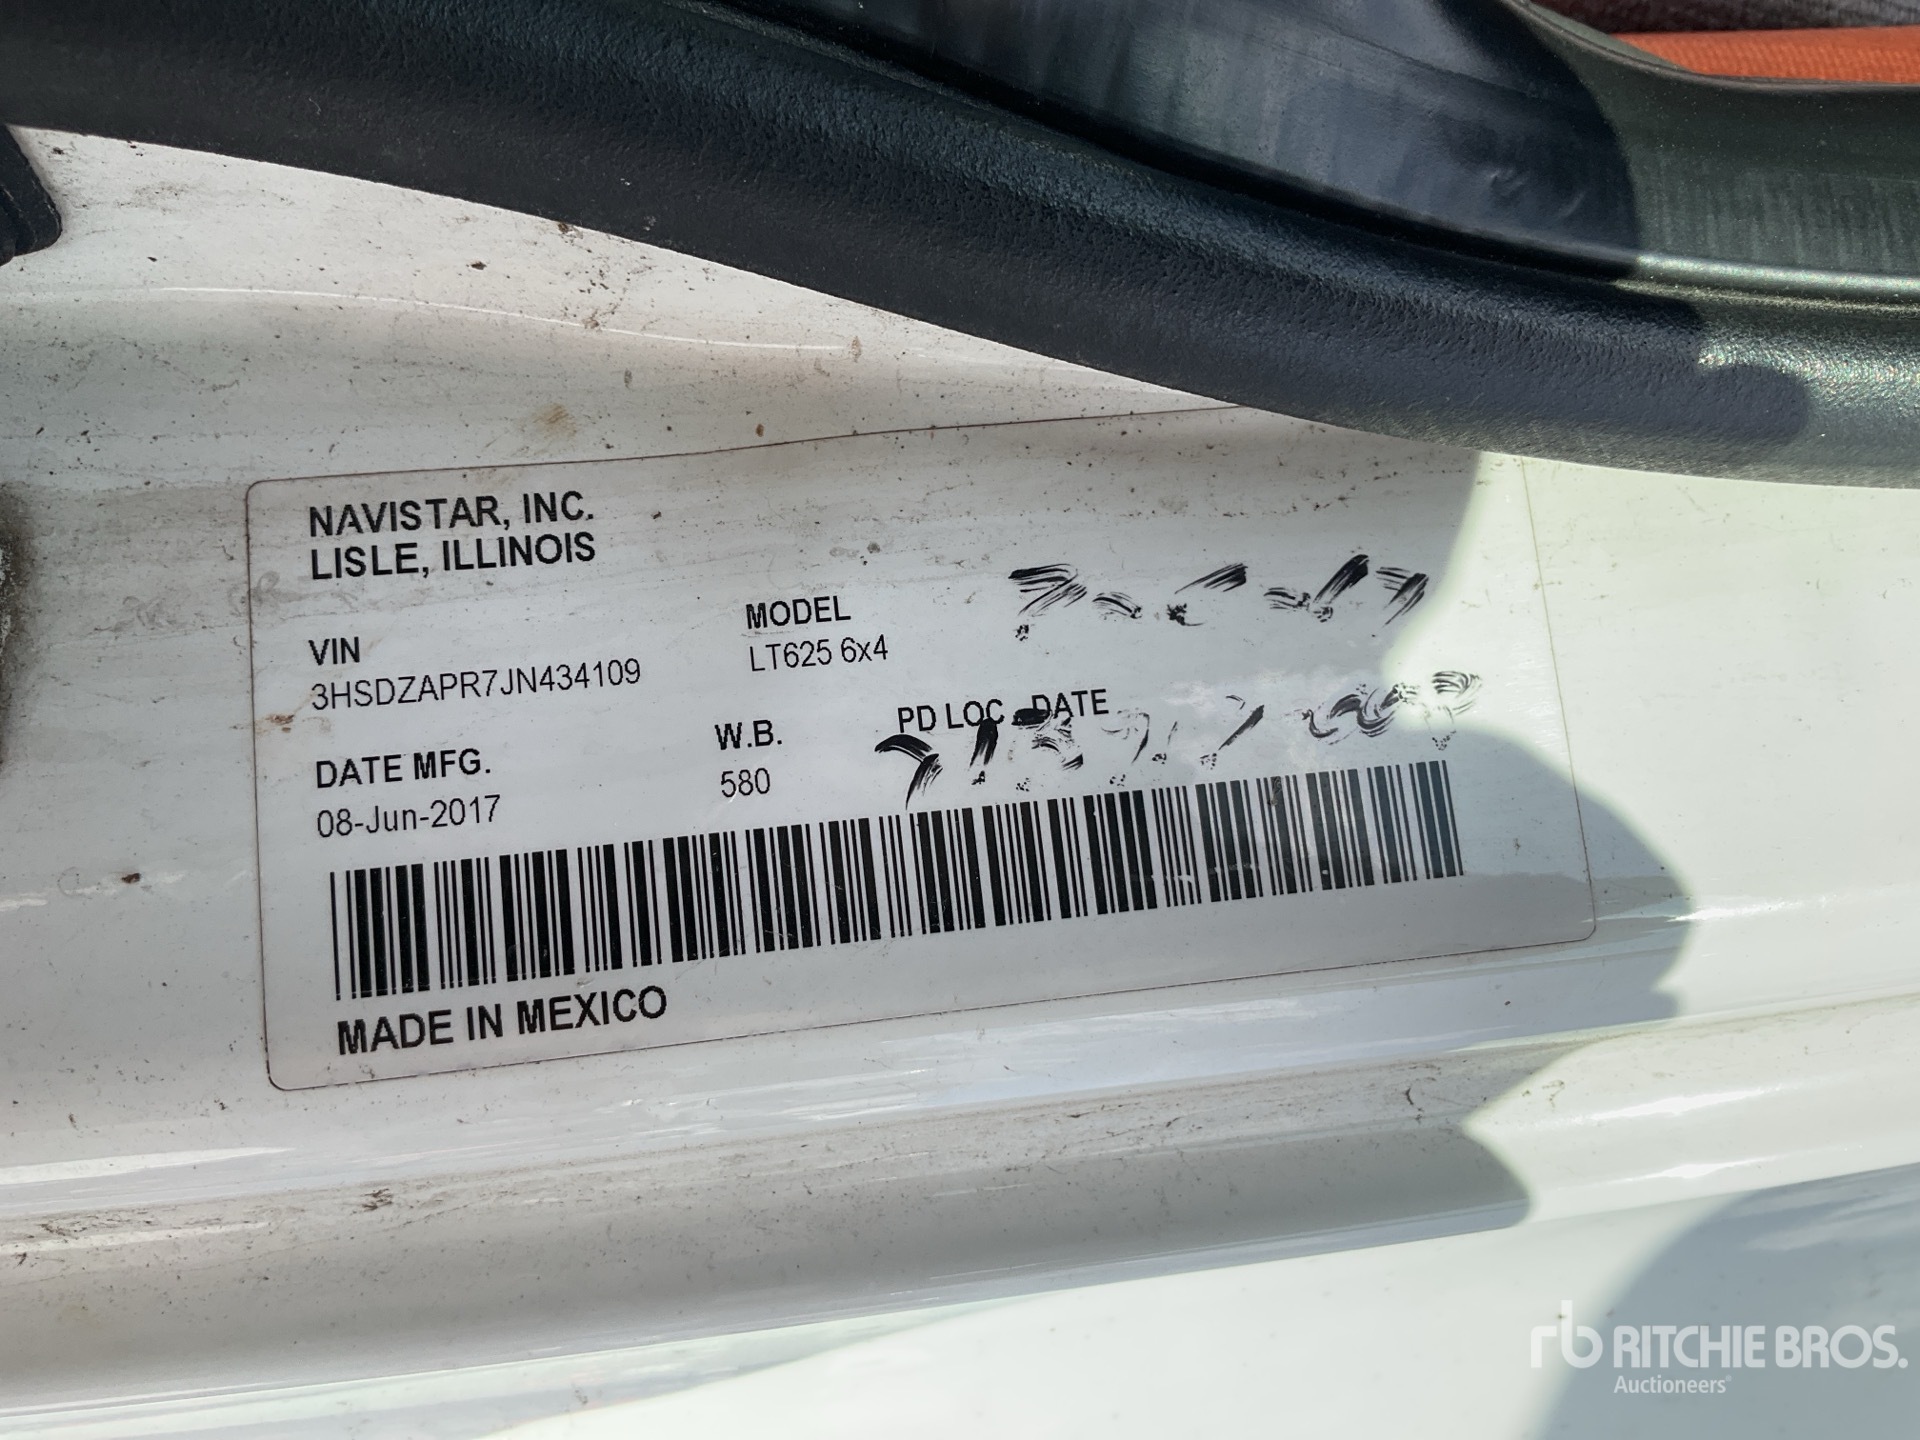 NAVISTAR, INC.
LISLE, ILLINOIS
VIN
3HSDZAPR7JN434109
MODEL
LT625 6x4
DATE MFG.
08-Jun-2017
W.B.
580
PD LOC - DATE
MADE IN MEXICO
rb RITCHIE BROS.
Auctioneers